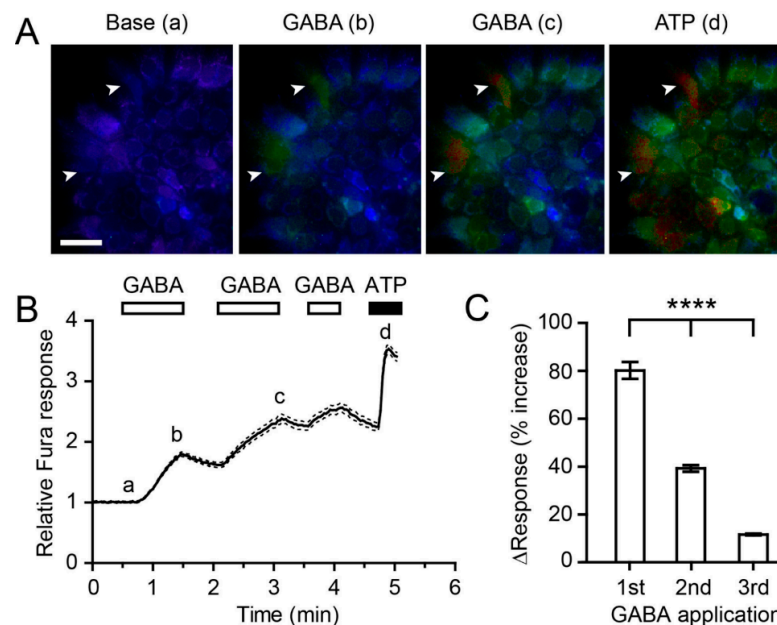 A
Base (a) GABA (b) GABA (c) ATP (d)
B
GABA GABA GABA ATP
4
3
2
1
0
a
b
c
d
Relative Fura response
0 1 2 3 4 5 6
Time (min)
C
****
100
80
60
40
20
0
ΔResponse (% increase)
1st 2nd 3rd
GABA application